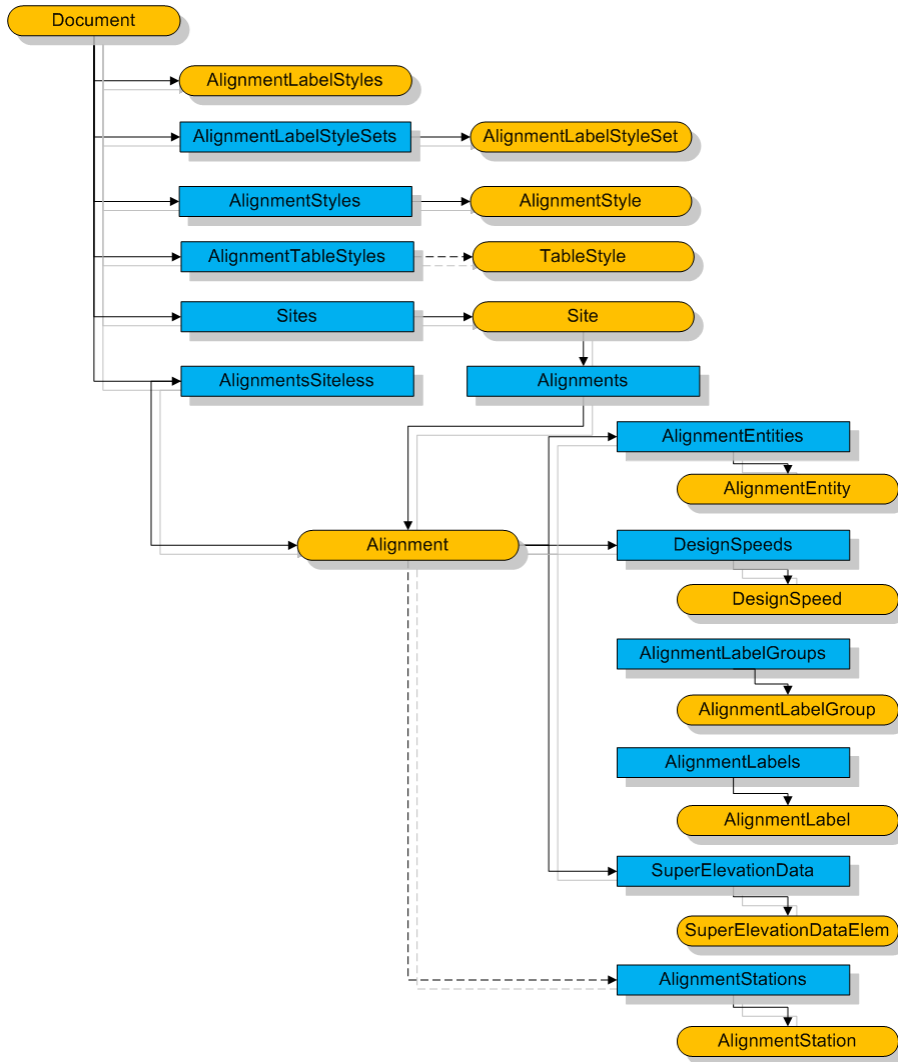 Document
AlignmentLabelStyles
AlignmentLabelStyleSets
AlignmentLabelStyleSet
AlignmentStyles
AlignmentStyle
AlignmentTableStyles
TableStyle
Sites
Site
AlignmentsSiteless
Alignments
AlignmentEntities
AlignmentEntity
Alignment
DesignSpeeds
DesignSpeed
AlignmentLabelGroups
AlignmentLabelGroup
AlignmentLabels
AlignmentLabel
SuperElevationData
SuperElevationDataElem
AlignmentStations
AlignmentStation